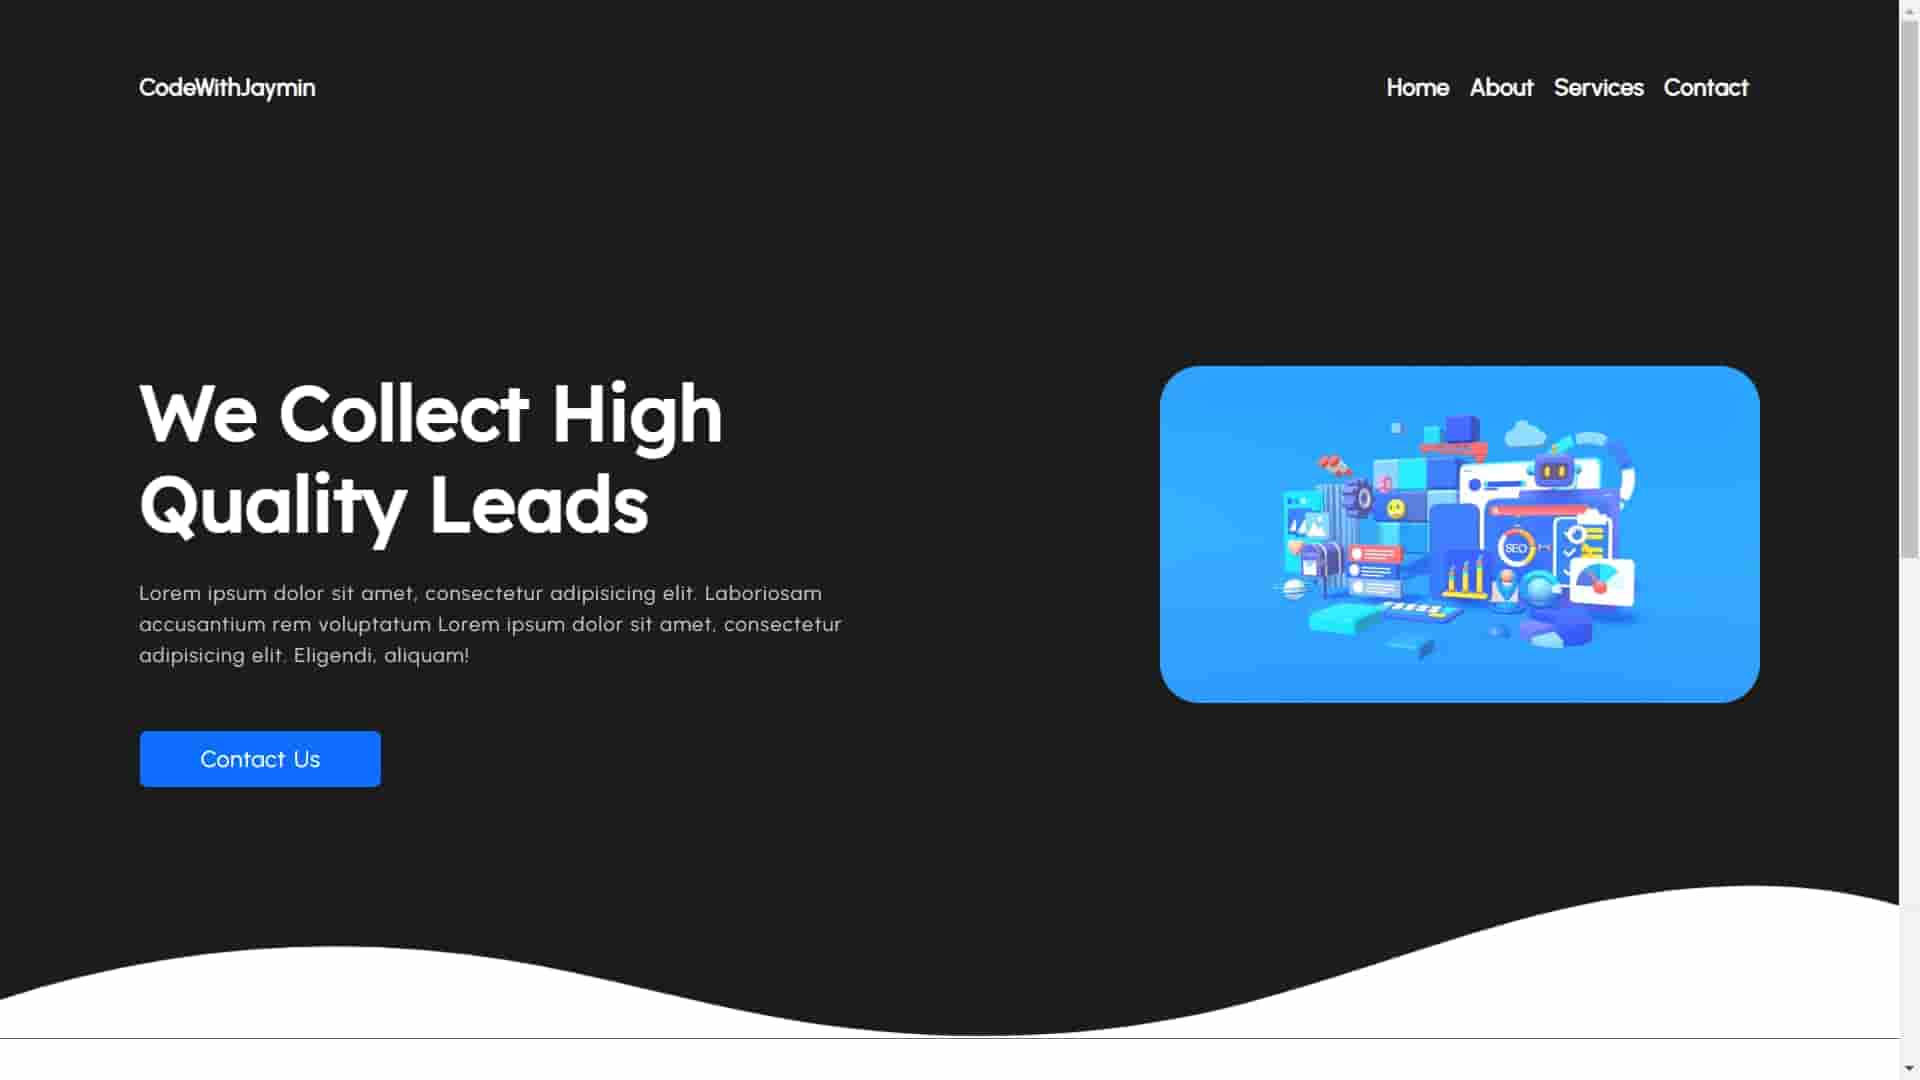 CodeWithJaymin
Home About Services Contact
We Collect High
Quality Leads
Lorem ipsum dolor sit amet, consectetur adipisicing elit. Laboriosam
accusantium rem voluptatum Lorem ipsum dolor sit amet, consectetur
adipisicing elit. Eligendi, aliquam!
Contact Us
SEO